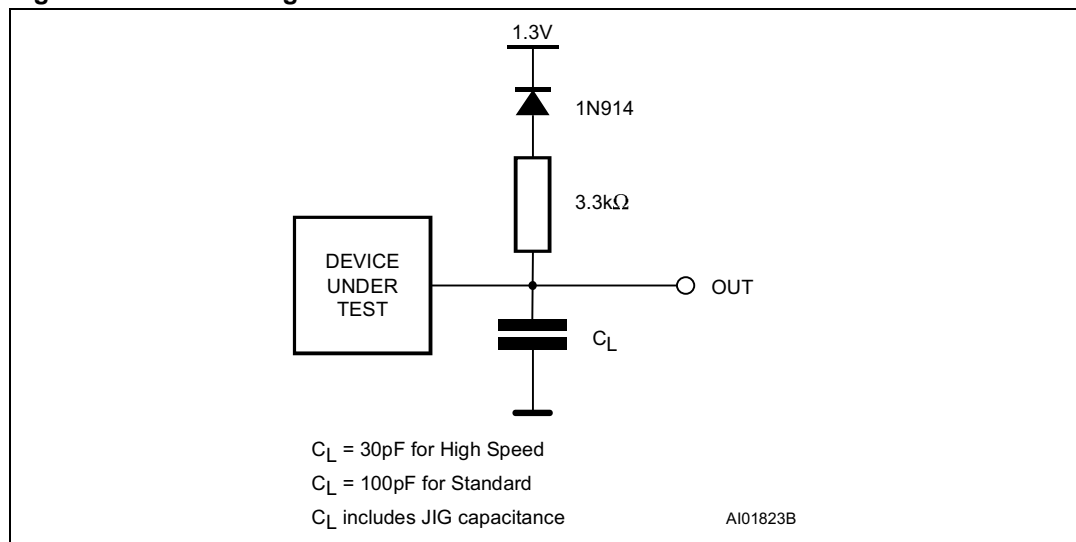 1.3V
1N914
3.3kΩ
DEVICE
UNDER
TEST
OUT
CL
CL = 30pF for High Speed
CL = 100pF for Standard
CL includes JIG capacitance
AI01823B